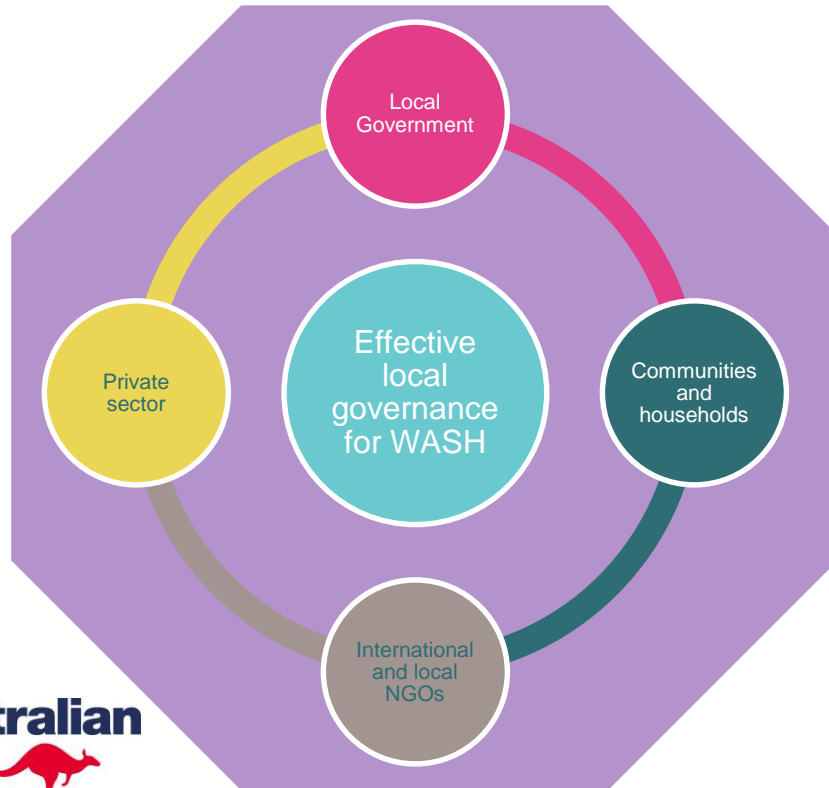 Local
Government
Effective
local
governance
for WASH
Private
sector
Communities
and
households
International
and local
NGOs
tralian